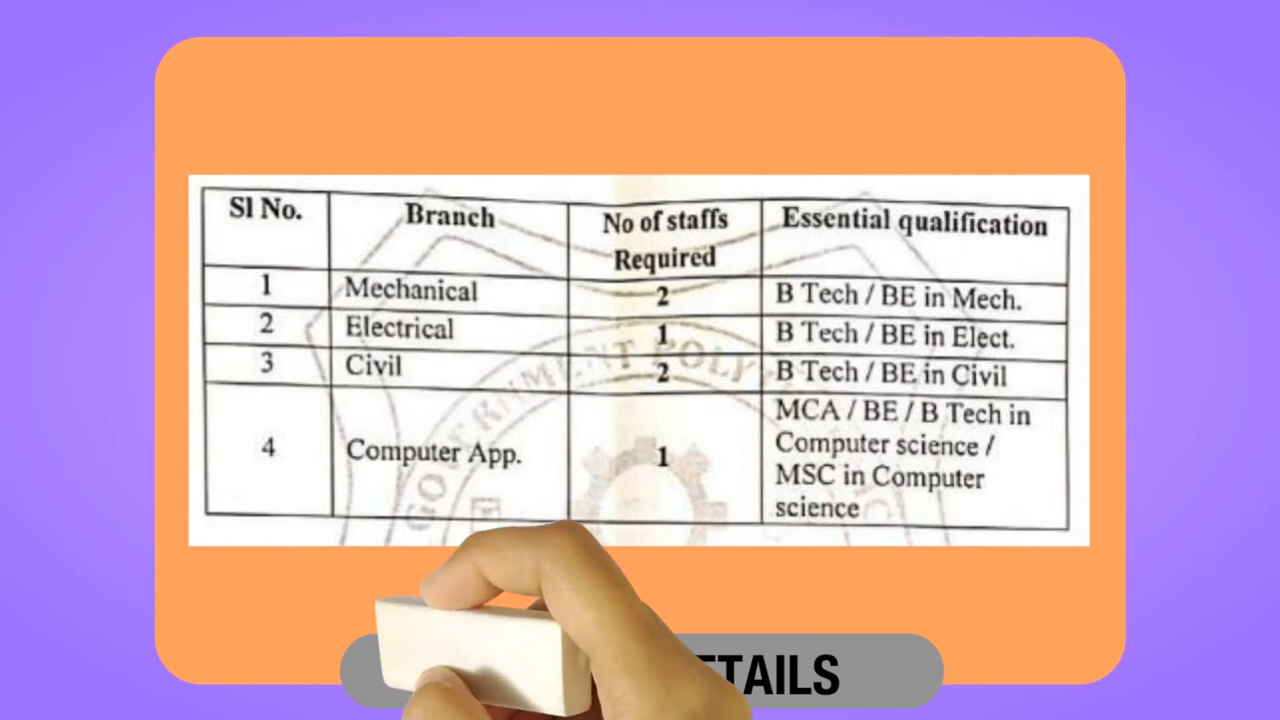 Sl No. Branch No of staffs Required Essential qualification
1 Mechanical 2 B Tech / BE in Mech.
2 Electrical 1 B Tech / BE in Elect.
3 Civil 2 B Tech / BE in Civil
4 Computer App. 1 MCA / BE / B Tech in
Computer science /
MSC in Computer
science
GOVERNMENT POLY
TAILS